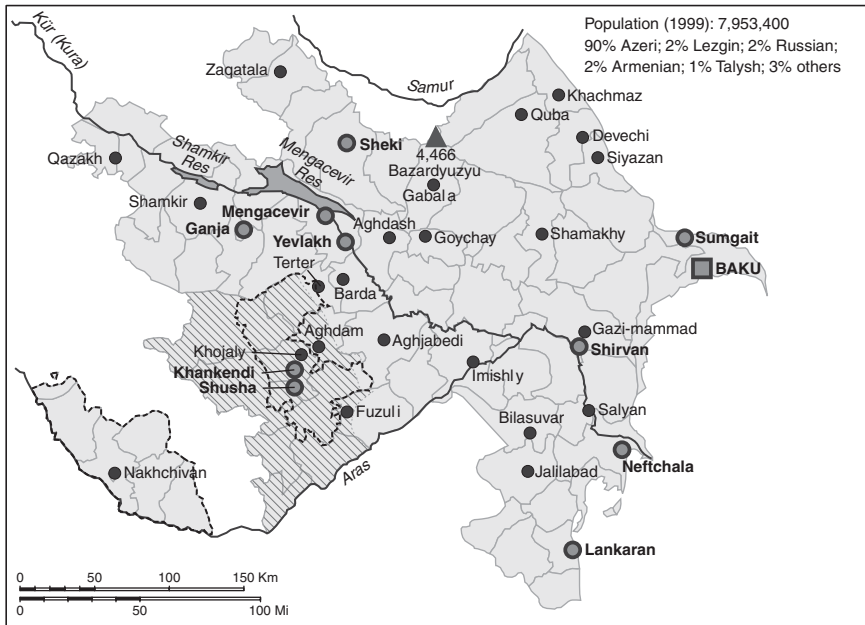 Population (1999): 7,953,400
90% Azeri; 2% Lezgin; 2% Russian;
2% Armenian; 1% Talysh; 3% others
Kür (Kura)
Zaqatala
Samur
Khachmaz
Quba
Devechi
Siyazan
Sheki
4,466
Bazardyuzyu
Gabala
Qazakh
Shamkir
Res
Mengacevir
Res
Shamkir
Mengacevir
Ganja
Yevlakh
Aghdash
Goychay
Shamakhy
Sumgait
BAKU
Terter
Barda
Aghdam
Aghjabedi
Gazi-mammad
Khojaly
Shirvan
Khankendi
Shusha
Imishly
Fuzuli
Bilasuvar
Salyan
Aras
Nakhchivan
Jalilabad
Neftchala
Lankaran
0 50 100 150 Km
0 50 100 Mi